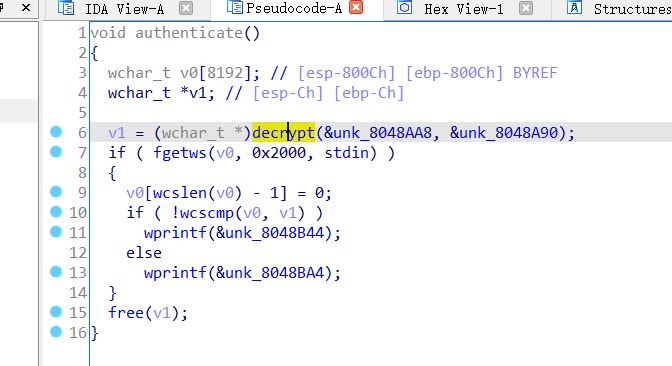 IDA View-A Pseudocode-A Hex View-1 Structures
1 void authenticate()
2 {
3 wchar_t v0[8192]; // [esp-800Ch] [ebp-800Ch] BYREF
4 wchar_t *v1; // [esp-Ch] [ebp-Ch]
5
6 v1 = (wchar_t *)decrypt(&unk_8048AA8, &unk_8048A90);
7 if ( fgetws(v0, 0x2000, stdin) )
8 {
9 v0[wcslen(v0) - 1] = 0;
10 if ( !wcscmp(v0, v1) )
11 wprintf(&unk_8048B44);
12 else
13 wprintf(&unk_8048BA4);
14 }
15 free(v1);
16 }